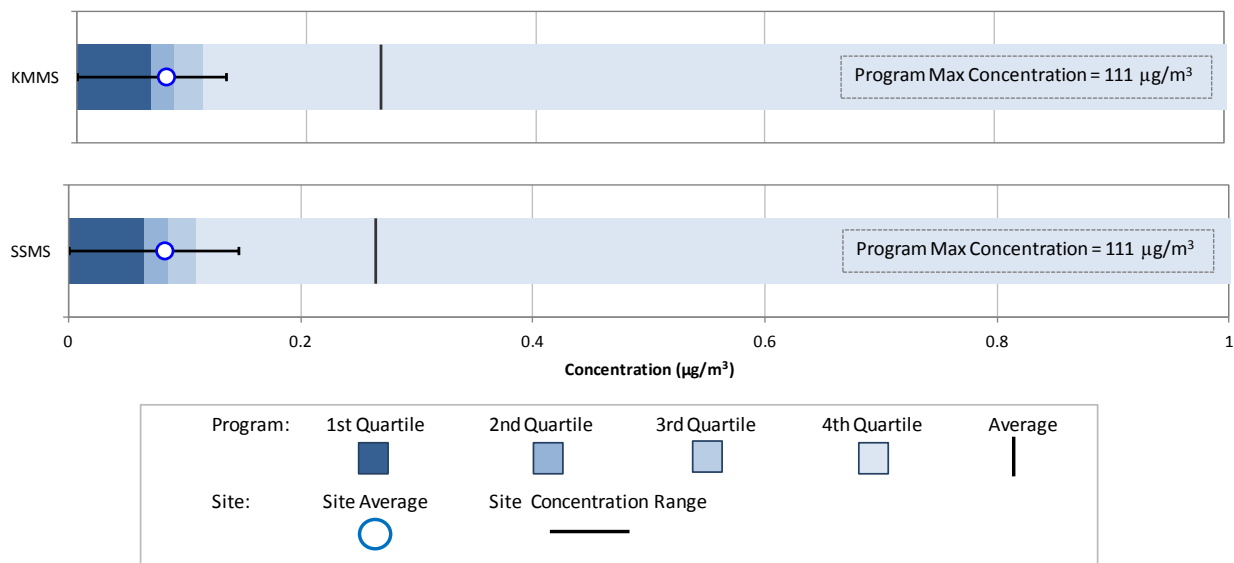 KMMS
Program Max Concentration = 111 µg/m³
SSMS
Program Max Concentration = 111 µg/m³
0 0.2 0.4 0.6 0.8 1
Concentration (µg/m³)
Program: 1st Quartile 2nd Quartile 3rd Quartile 4th Quartile Average
Site: Site Average Site Concentration Range